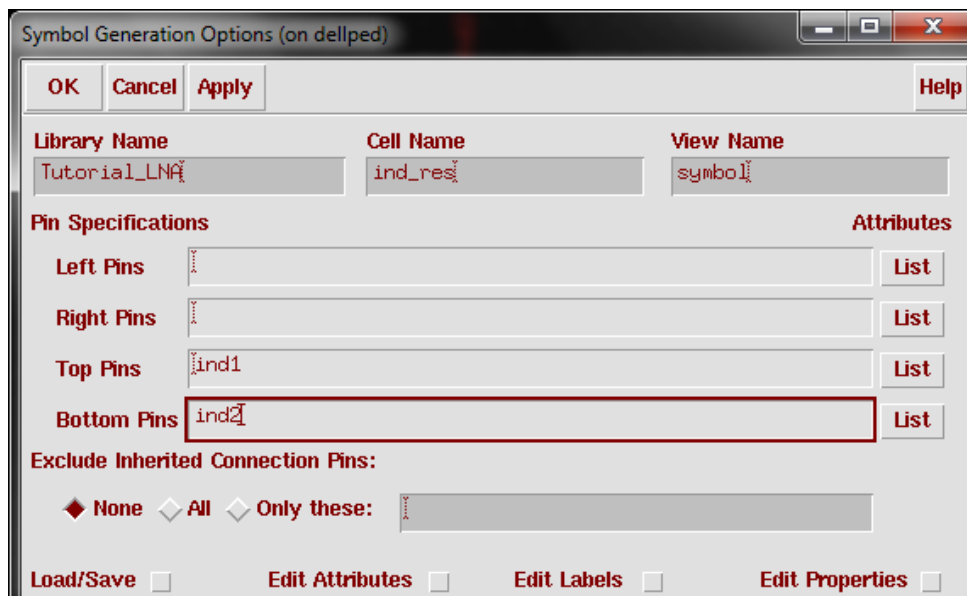 Symbol Generation Options (on dellped)
OK Cancel Apply Help
Library Name Cell Name View Name
Tutorial_LNA ind_res symbol
Pin Specifications Attributes
Left Pins List
Right Pins List
Top Pins ind1 List
Bottom Pins ind2 List
Exclude Inherited Connection Pins:
None All Only these:
Load/Save Edit Attributes Edit Labels Edit Properties